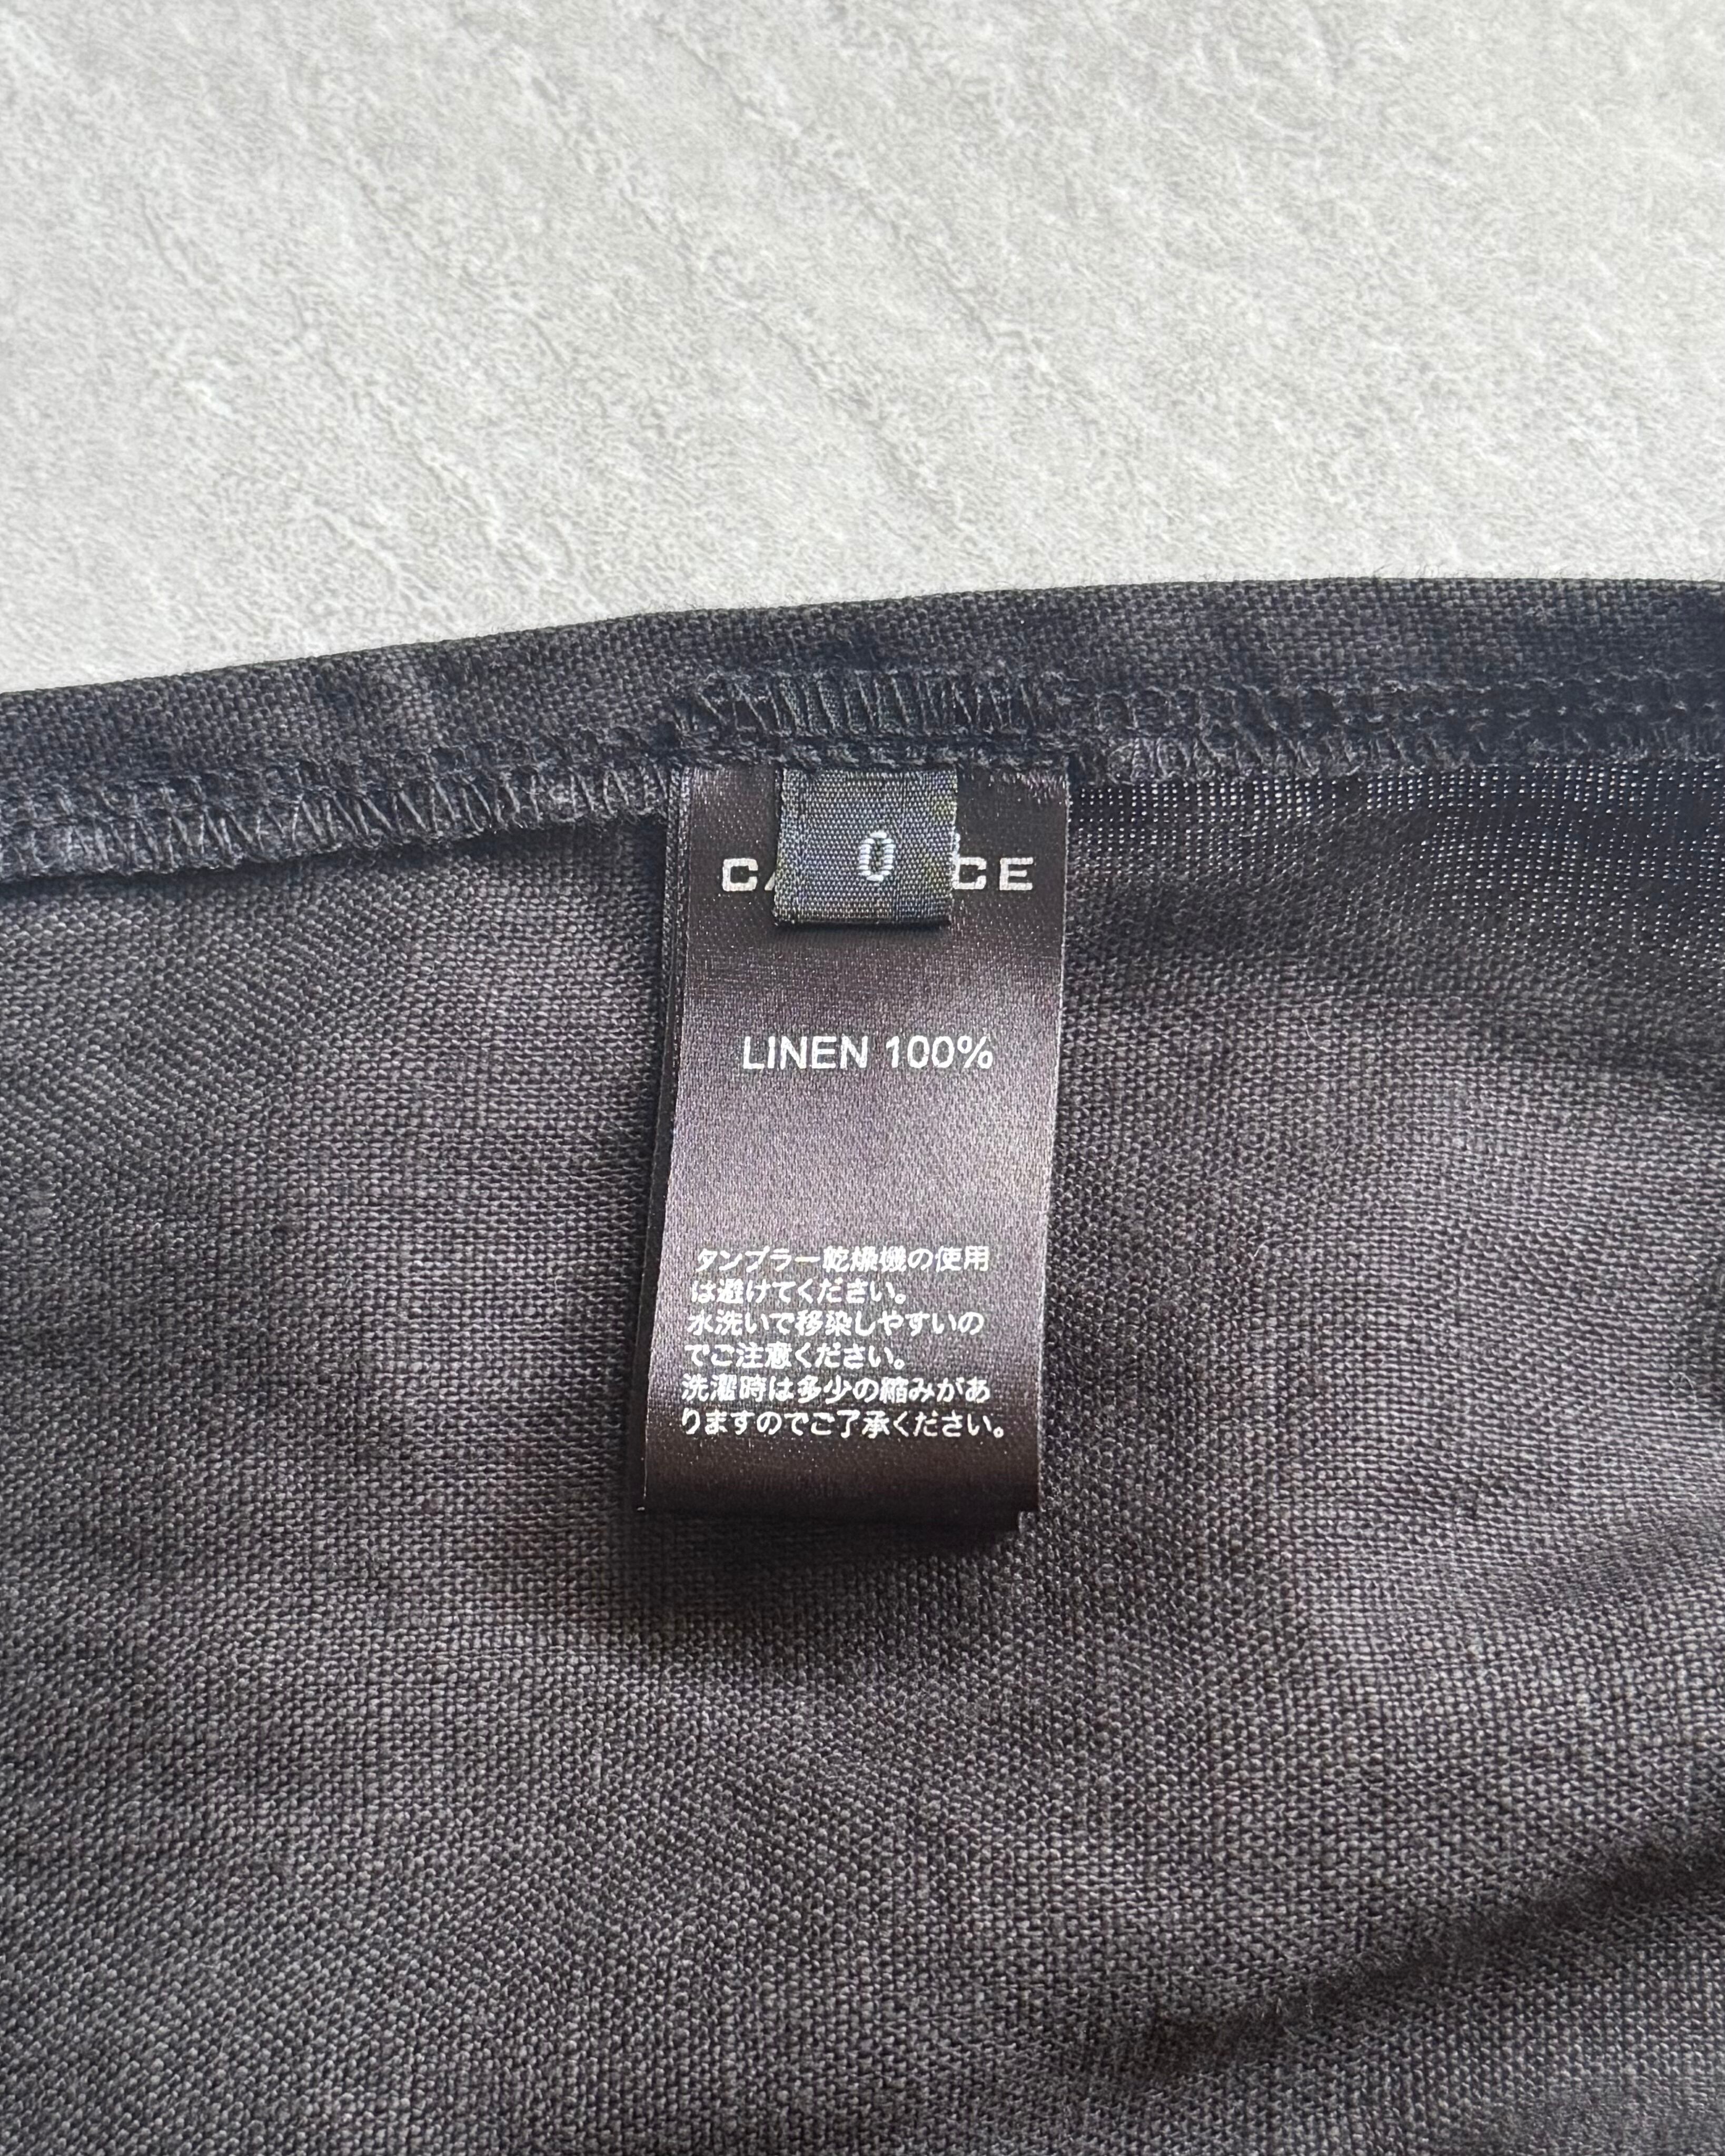 0
LINEN 100%
タンブラー乾燥機の使用
は避けてください。
水洗いで移染しやすいの
でご注意ください。
洗濯時は多少の縮みがあ
りますのでご了承ください。